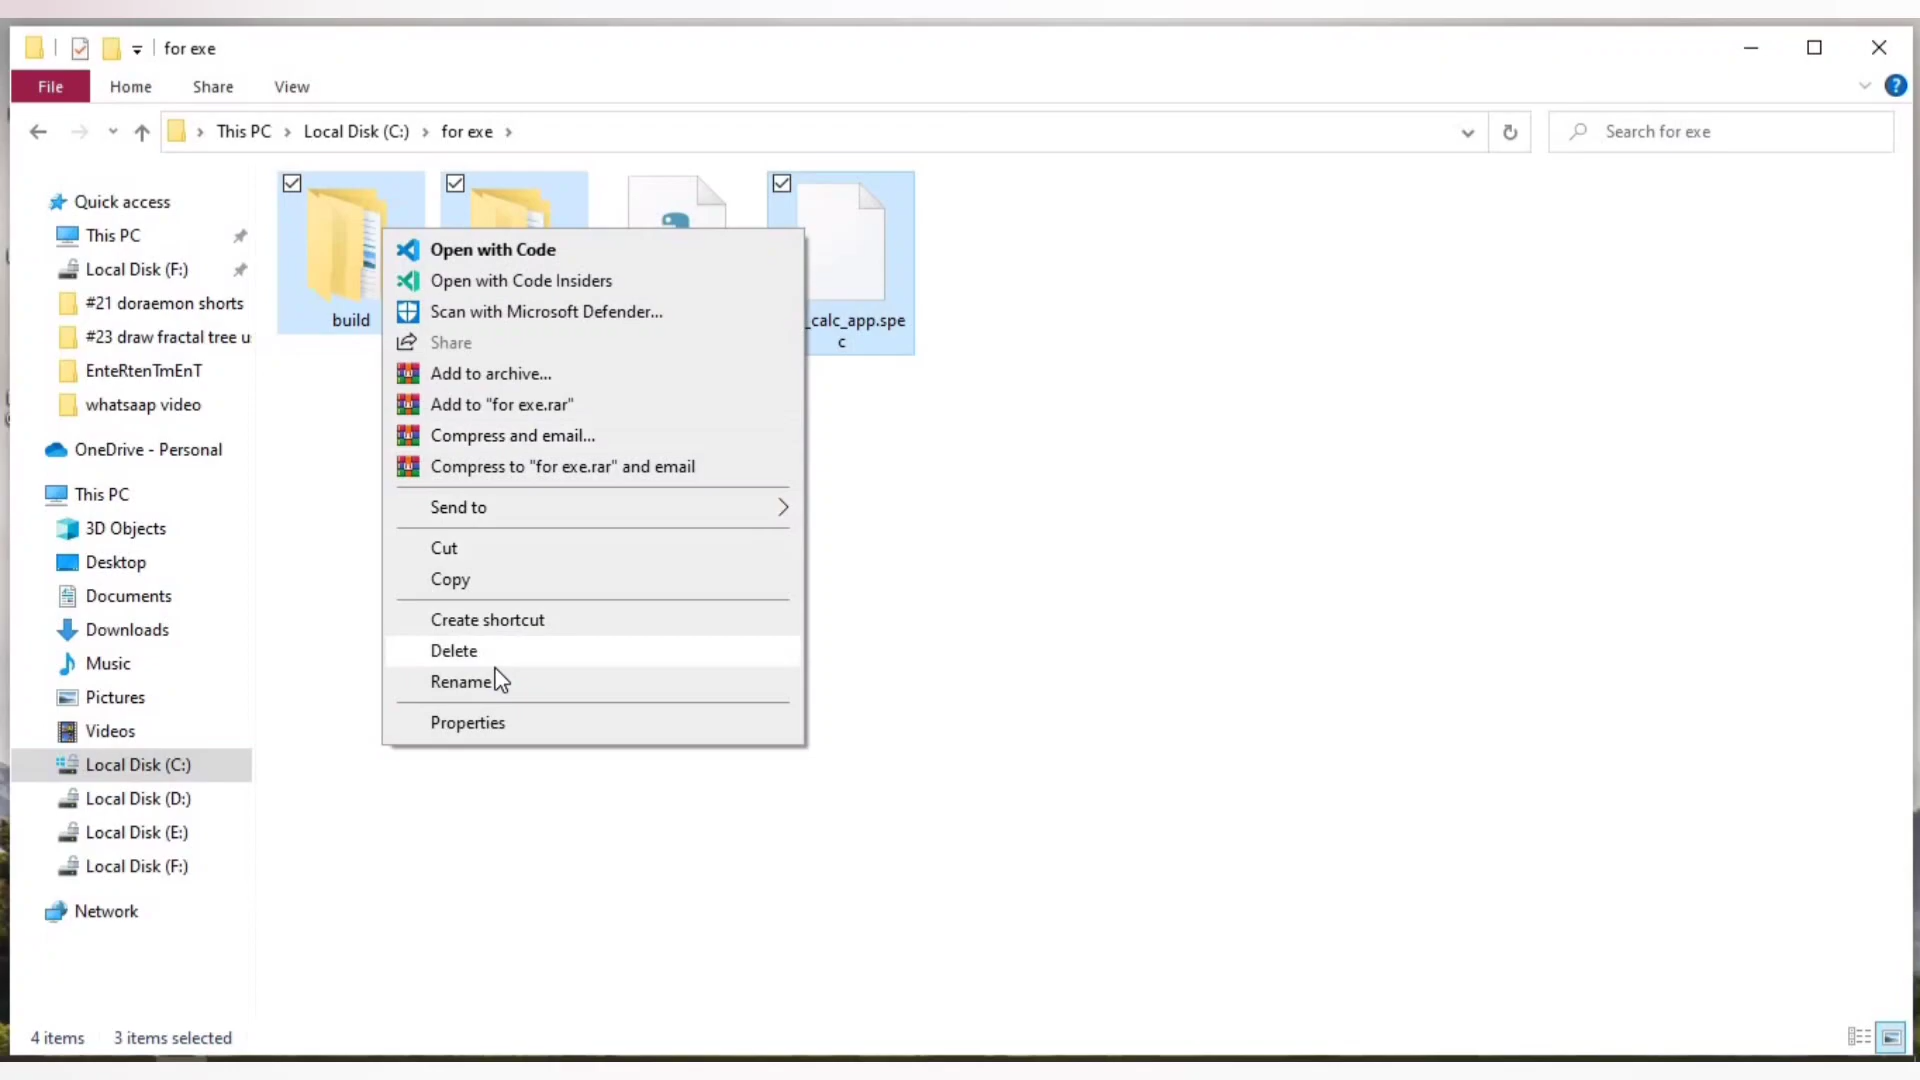 for exe
File
Home
Share
View
This PC
Local Disk (C:)
for exe
Search for exe
Quick access
This PC
Local Disk (F:)
#21 doraemon shorts
#23 draw fractal tree u
EnteRtenTmEnT
whatsaap video
OneDrive - Personal
This PC
3D Objects
Desktop
Documents
Downloads
Music
Pictures
Videos
Local Disk (C:)
Local Disk (D:)
Local Disk (E:)
Local Disk (F:)
Network
build
_calc_app.spe
c
Open with Code
Open with Code Insiders
Scan with Microsoft Defender...
Share
Add to archive...
Add to "for exe.rar"
Compress and email...
Compress to "for exe.rar" and email
Send to
Cut
Copy
Create shortcut
Delete
Rename
Properties
4 items
3 items selected